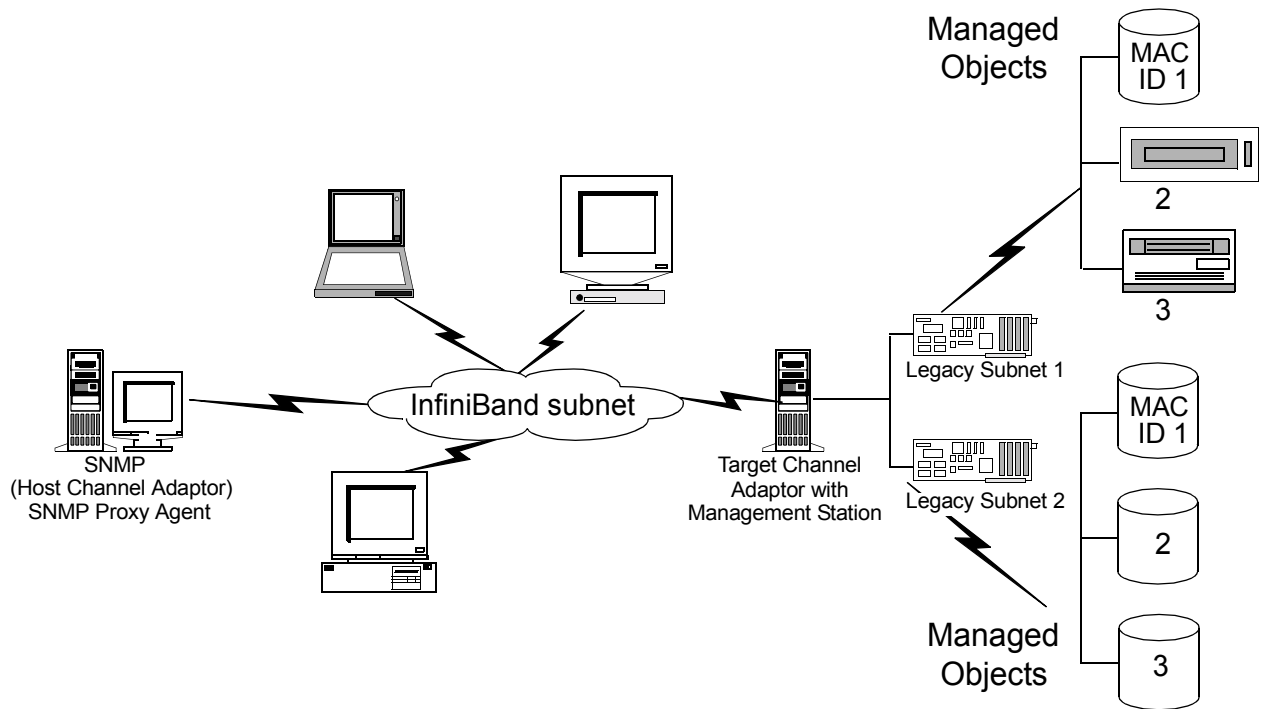 Managed
Objects
MAC
ID 1
2
3
Legacy Subnet 1
InfiniBand subnet
SNMP
(Host Channel Adaptor)
SNMP Proxy Agent
Target Channel
Adaptor with
Management Station
Legacy Subnet 2
MAC
ID 1
2
3
Managed
Objects